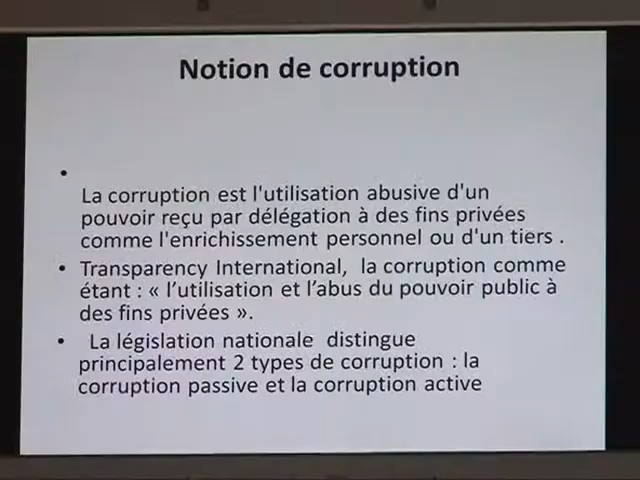 Notion de corruption
•
La corruption est l'utilisation abusive d'un
pouvoir reçu par délégation à des fins privées
comme l'enrichissement personnel ou d'un tiers .
• Transparency International, la corruption comme
étant : « l’utilisation et l’abus du pouvoir public à
des fins privées ».
• La législation nationale distingue
principalement 2 types de corruption : la
corruption passive et la corruption active